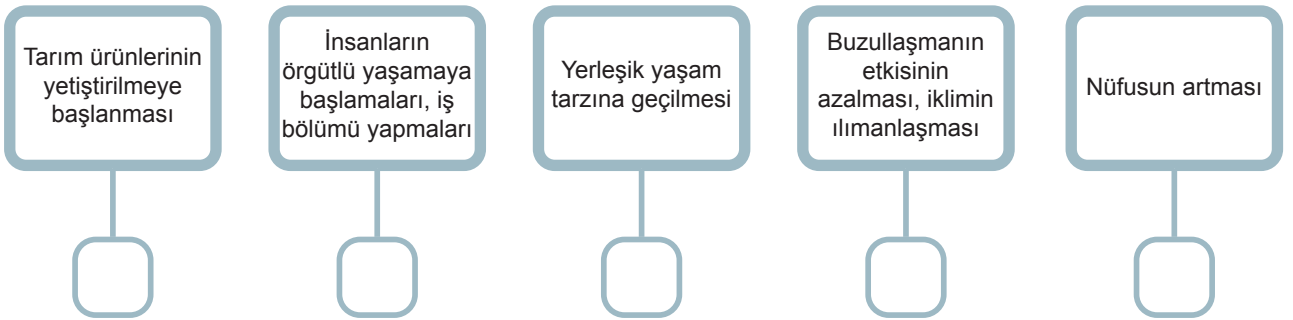 Tarım ürünlerinin
yetiştirilmeye
başlanması
İnsanların
örgütlü yaşamaya
başlamaları, iş
bölümü yapmaları
Yerleşik yaşam
tarzına geçilmesi
Buzullaşmanın
etkisinin
azalması, iklimin
ılımanlaşması
Nüfusun artması